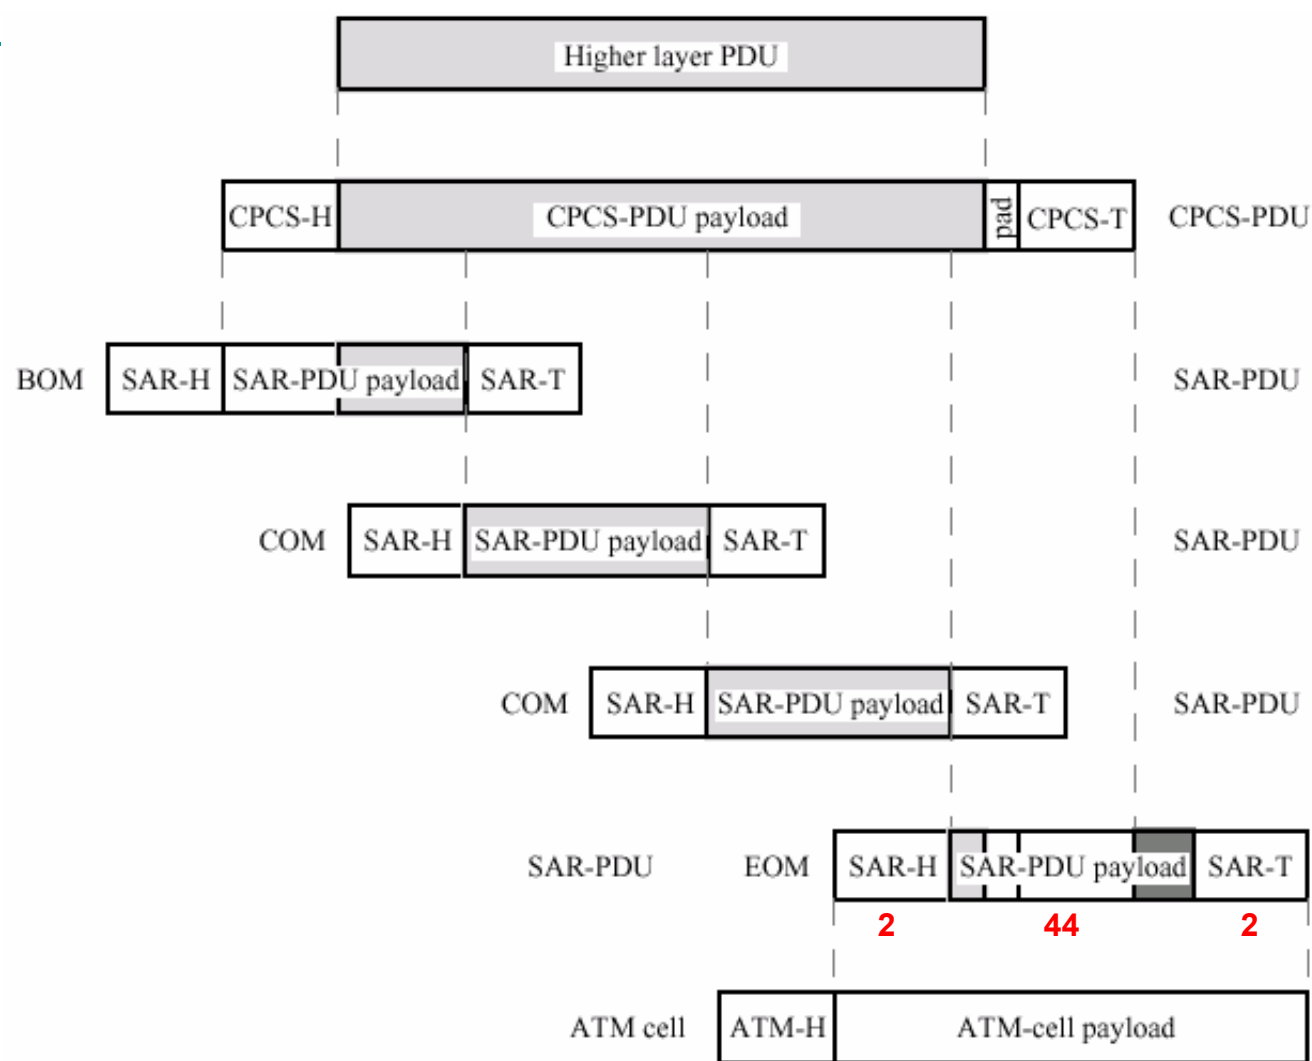 Higher layer PDU
CPCS-H CPCS-PDU payload pad CPCS-T CPCS-PDU
BOM SAR-H SAR-PDU payload SAR-T SAR-PDU
COM SAR-H SAR-PDU payload SAR-T SAR-PDU
COM SAR-H SAR-PDU payload SAR-T SAR-PDU
SAR-PDU EOM SAR-H SAR-PDU payload SAR-T
2 44 2
ATM cell ATM-H ATM-cell payload